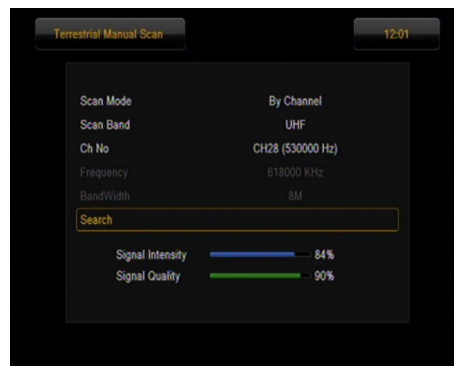 Terrestrial Manual Scan 12:01
Scan Mode By Channel
Scan Band UHF
Ch No CH28 (530000 Hz)
Frequency 618000 KHz
BandWidth 8M
Search
Signal Intensity 84%
Signal Quality 90%